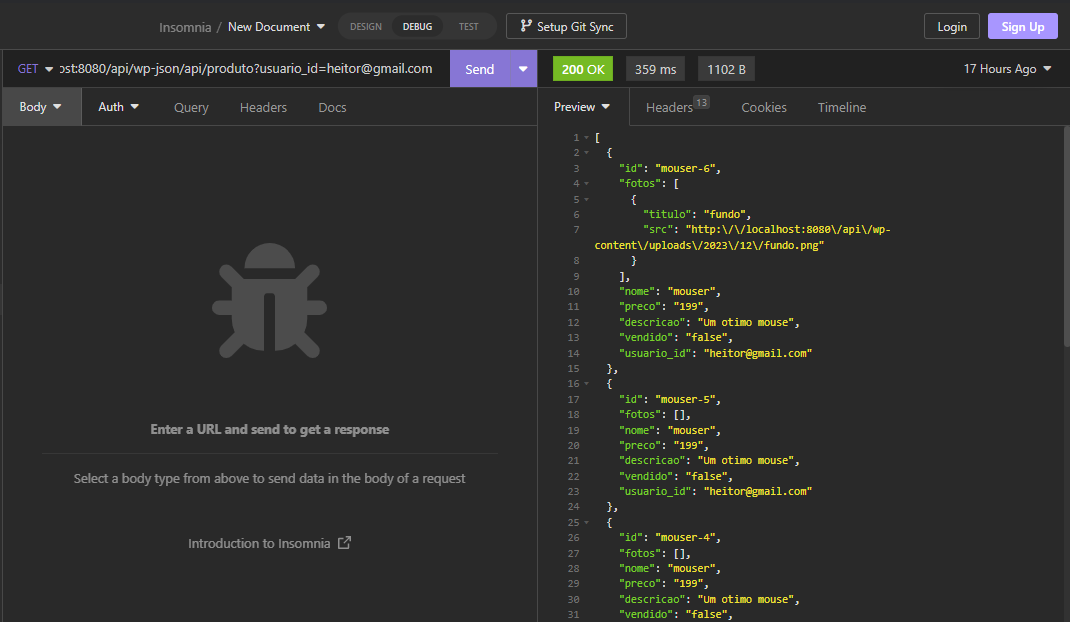 Insomnia / New Document
DESIGN DEBUG TEST
Setup Git Sync
Login
Sign Up
GET ost:8080/api/wp-json/api/produto?usuario_id=heitor@gmail.com
Send
200 OK
359 ms
1102 B
17 Hours Ago
Body Auth Query Headers Docs
Preview Headers 13 Cookies Timeline
Enter a URL and send to get a response
Select a body type from above to send data in the body of a request
Introduction to Insomnia
1 [
2 {
3 "id": "mouser-6",
4 "fotos": [
5 {
6 "titulo": "fundo",
7 "src": "http:\/\/localhost:8080\/api\/wp-
content\/uploads\/2023\/12\/fundo.png"
8 }
9 ],
10 "nome": "mouser",
11 "preco": "199",
12 "descricao": "Um otimo mouse",
13 "vendido": "false",
14 "usuario_id": "heitor@gmail.com"
15 },
16 {
17 "id": "mouser-5",
18 "fotos": [],
19 "nome": "mouser",
20 "preco": "199",
21 "descricao": "Um otimo mouse",
22 "vendido": "false",
23 "usuario_id": "heitor@gmail.com"
24 },
25 {
26 "id": "mouser-4",
27 "fotos": [],
28 "nome": "mouser",
29 "preco": "199",
30 "descricao": "Um otimo mouse",
31 "vendido": "false",